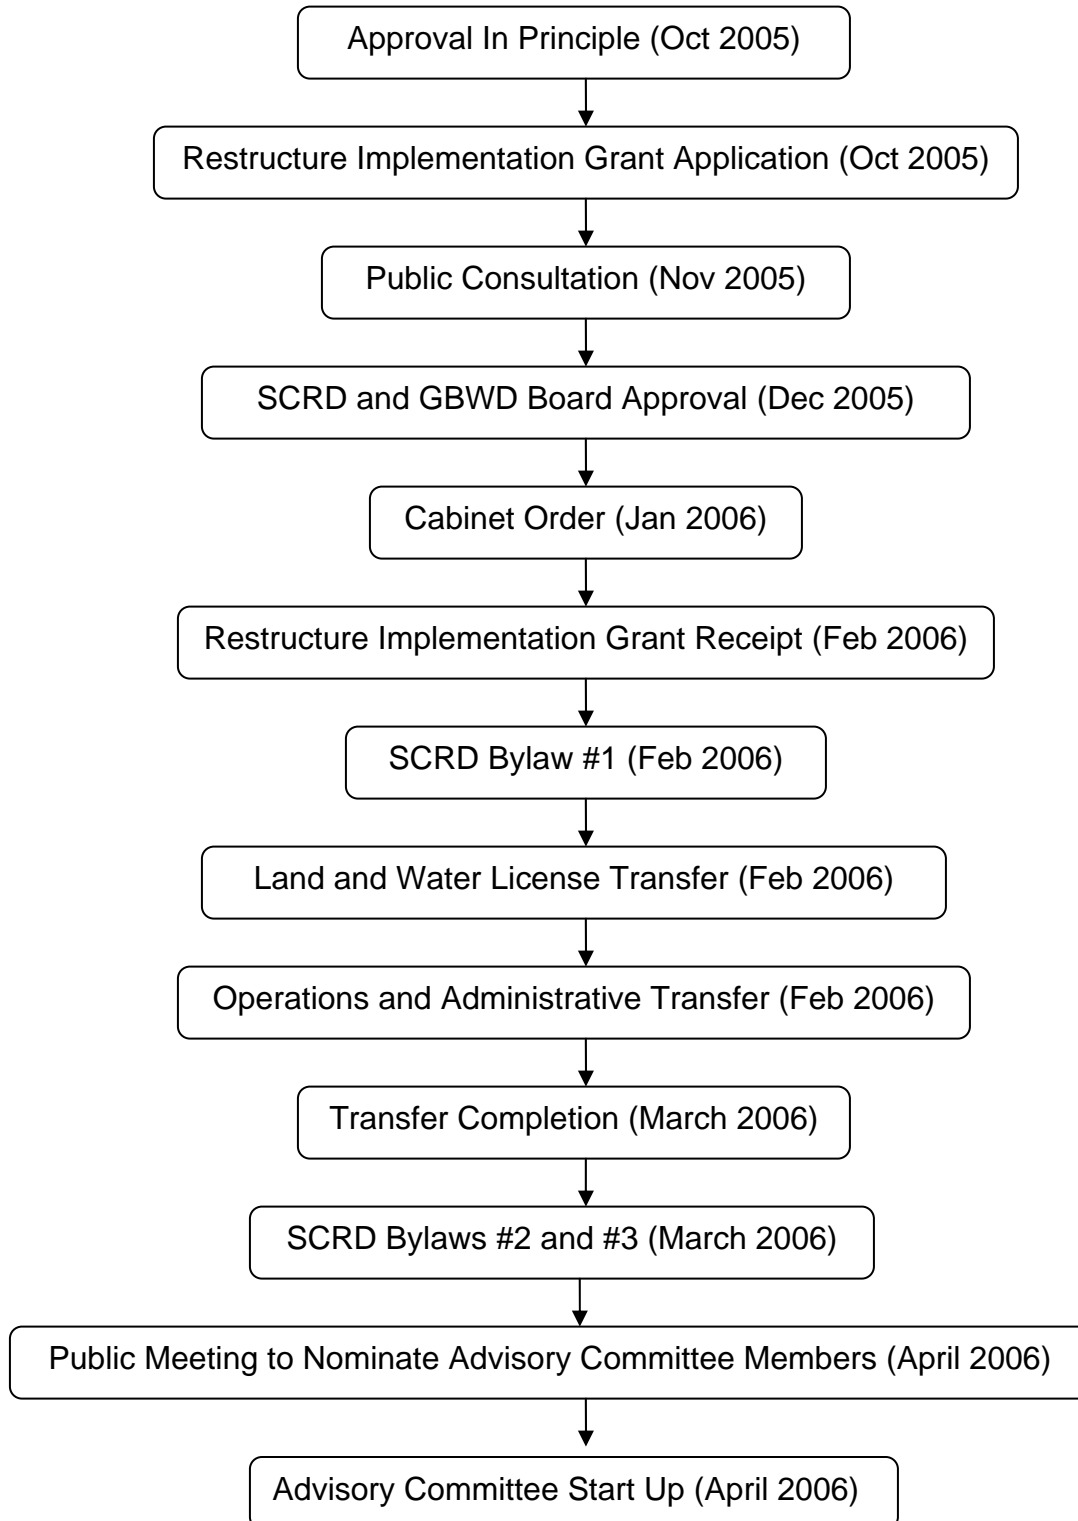 Approval In Principle (Oct 2005)
Restructure Implementation Grant Application (Oct 2005)
Public Consultation (Nov 2005)
SCRD and GBWD Board Approval (Dec 2005)
Cabinet Order (Jan 2006)
Restructure Implementation Grant Receipt (Feb 2006)
SCRD Bylaw #1 (Feb 2006)
Land and Water License Transfer (Feb 2006)
Operations and Administrative Transfer (Feb 2006)
Transfer Completion (March 2006)
SCRD Bylaws #2 and #3 (March 2006)
Public Meeting to Nominate Advisory Committee Members (April 2006)
Advisory Committee Start Up (April 2006)